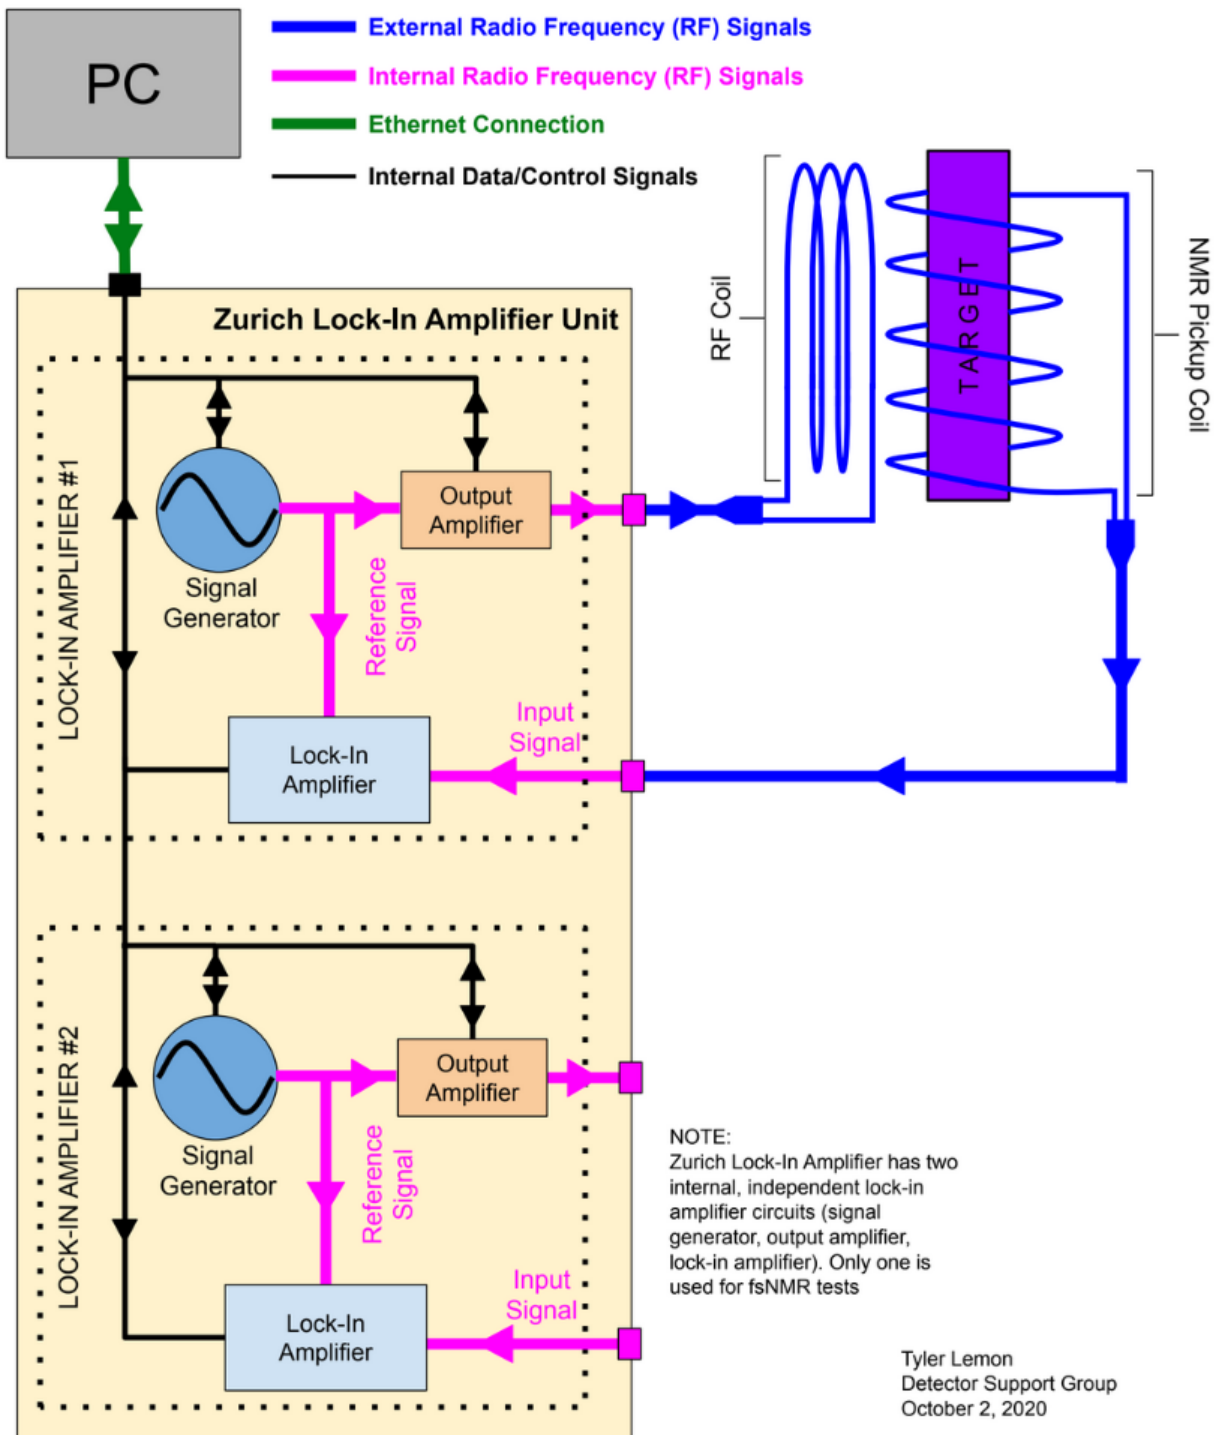 PC
External Radio Frequency (RF) Signals
Internal Radio Frequency (RF) Signals
Ethernet Connection
Internal Data/Control Signals
RF Coil
TARGET
NMR Pickup Coil
Zurich Lock-In Amplifier Unit
LOCK-IN AMPLIFIER #1
Signal
Generator
Output
Amplifier
Reference
Signal
Input
Signal
Lock-In
Amplifier
LOCK-IN AMPLIFIER #2
Signal
Generator
Output
Amplifier
Reference
Signal
Input
Signal
Lock-In
Amplifier
NOTE:
Zurich Lock-In Amplifier has two
internal, independent lock-in
amplifier circuits (signal
generator, output amplifier,
lock-in amplifier). Only one is
used for fsNMR tests
Tyler Lemon
Detector Support Group
October 2, 2020